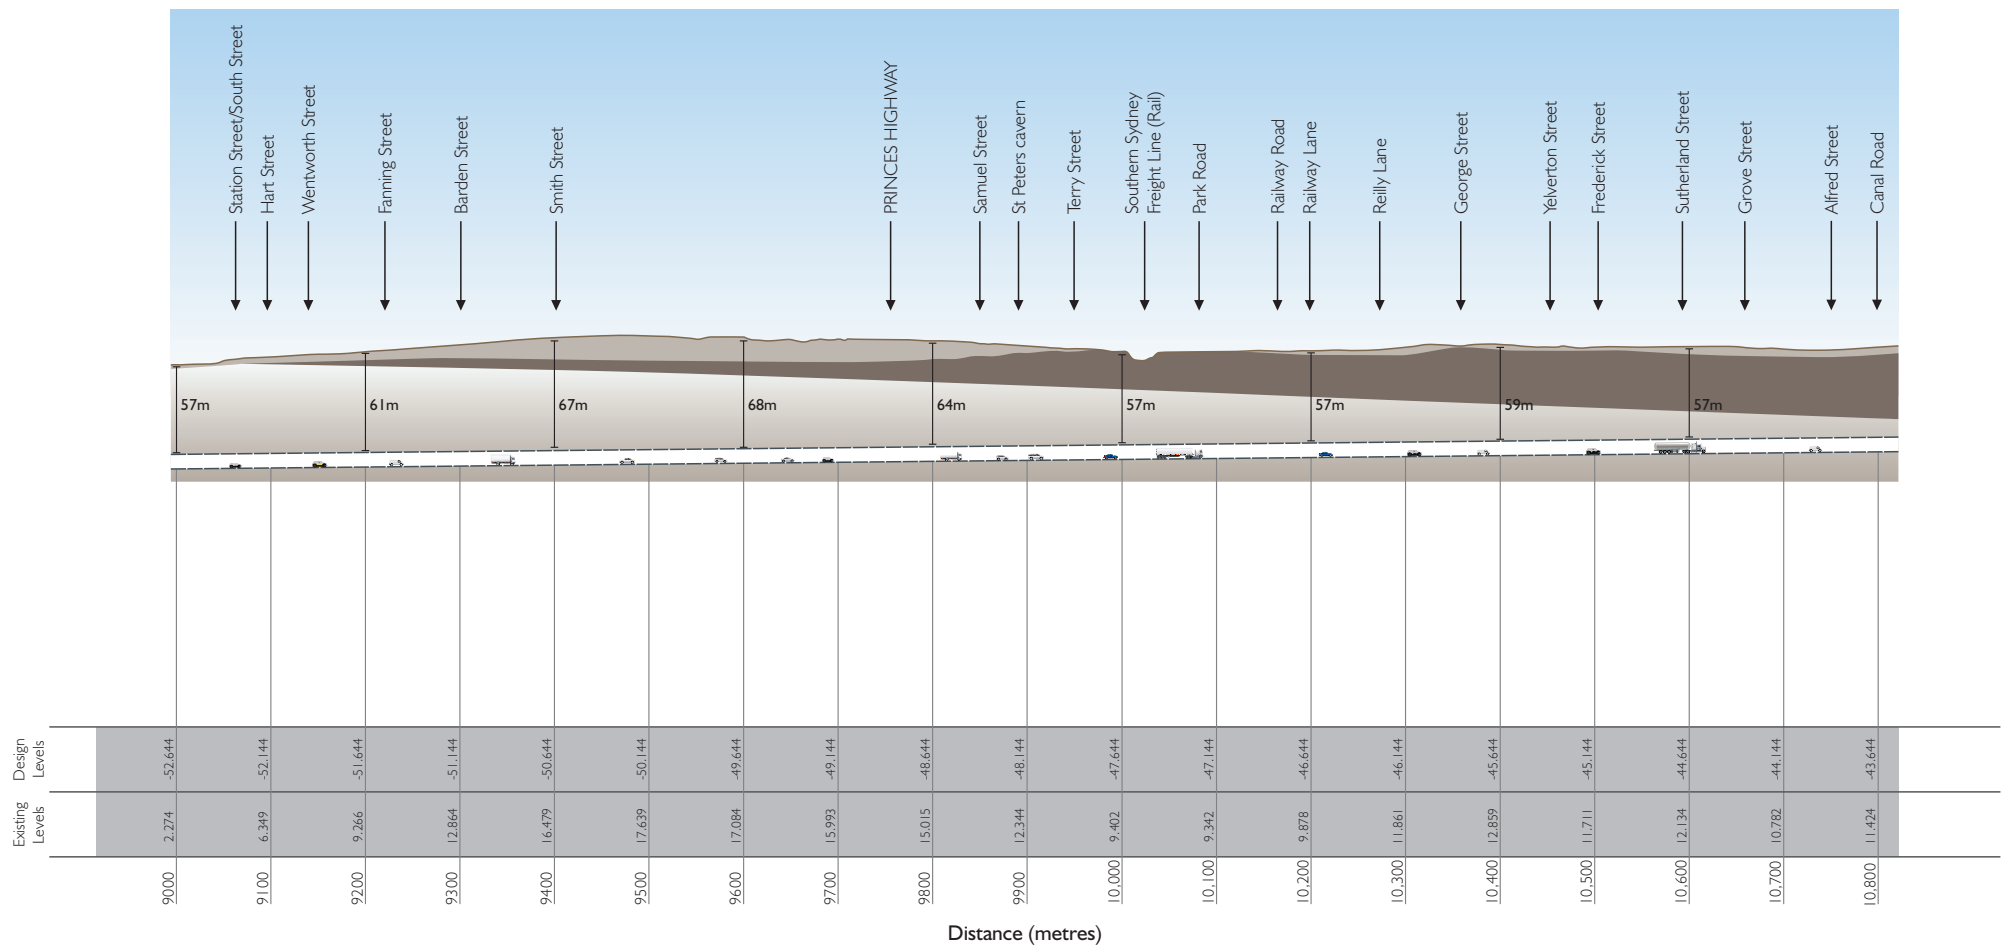 Station Street/South Street
Hart Street
Wentworth Street
Fanning Street
Barden Street
Smith Street
PRINCES HIGHWAY
Samuel Street
St Peters cavern
Terry Street
Southern Sydney
Freight Line (Rail)
Park Road
Railway Road
Railway Lane
Reilly Lane
George Street
Yelverton Street
Frederick Street
Sutherland Street
Grove Street
Alfred Street
Canal Road
57m 61m 67m 68m 64m 57m 57m 59m 57m
Design
Levels
-52.644 -52.144 -51.644 -51.144 -50.644 -50.144 -49.644 -49.144 -48.644 -48.144 -47.644 -47.144 -46.644 -46.144 -45.644 -45.144 -44.644 -44.144 -43.644
Existing
Levels
2.274 6.349 9.266 12.864 16.479 17.639 17.084 15.993 15.015 12.344 9.402 9.342 9.878 11.861 12.859 11.711 12.134 10.782 11.424
9000 9100 9200 9300 9400 9500 9600 9700 9800 9900 10,000 10,100 10,200 10,300 10,400 10,500 10,600 10,700 10,800
Distance (metres)